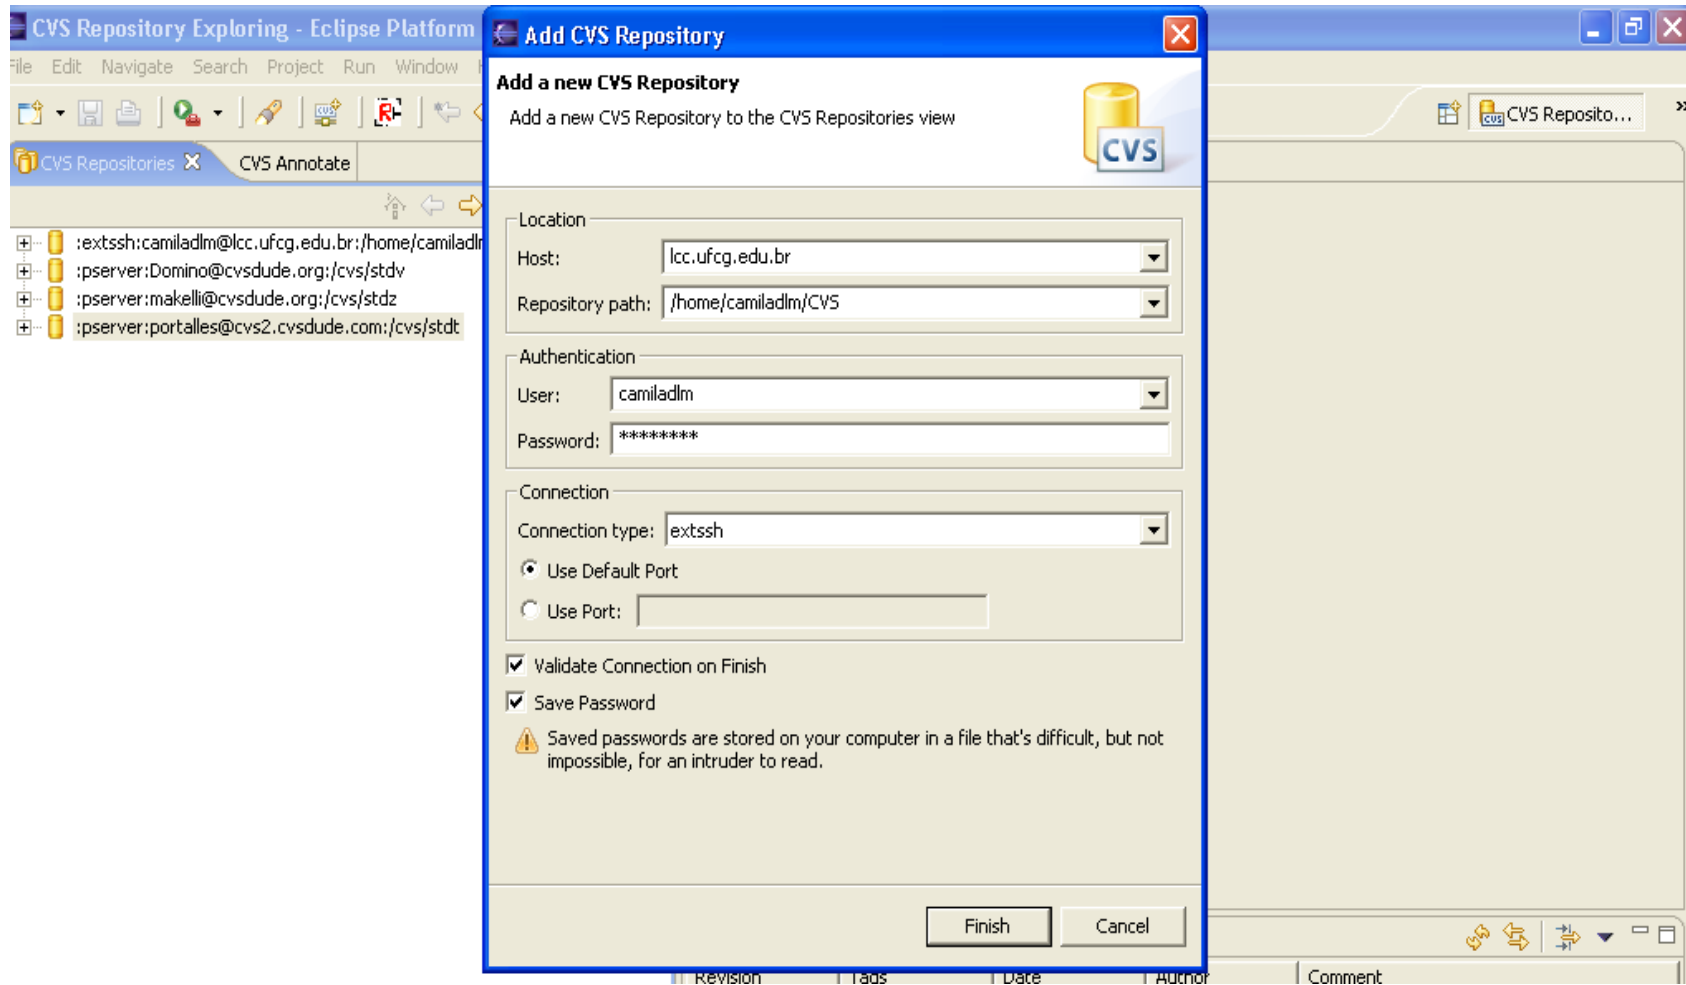 CVS Repository Exploring - Eclipse Platform
File Edit Navigate Search Project Run Window
CVS Reposito...
CVS Repositories CVS Annotate
:extssh:camiladlm@lcc.ufcg.edu.br:/home/camiladlm
:pserver:Domino@cvsdude.org:/cvs/stdv
:pserver:makelli@cvsdude.org:/cvs/stdz
:pserver:portalles@cvs2.cvsdude.com:/cvs/stdt
Add CVS Repository
Add a new CVS Repository
Add a new CVS Repository to the CVS Repositories view
CVS
Location
Host: lcc.ufcg.edu.br
Repository path: /home/camiladlm/CVS
Authentication
User: camiladlm
Password: ********
Connection
Connection type: extssh
Use Default Port
Use Port:
Validate Connection on Finish
Save Password
Saved passwords are stored on your computer in a file that's difficult, but not
impossible, for an intruder to read.
Finish Cancel
Revision Tags Date Author Comment